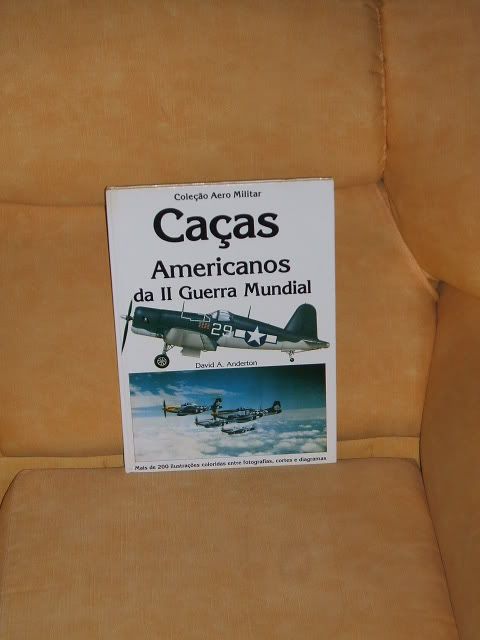 Coleção Aero Militar
Caças
Americanos
da II Guerra Mundial
29
David A. Anderton
Mais de 200 ilustrações coloridas entre fotografias, cortes e diagramas